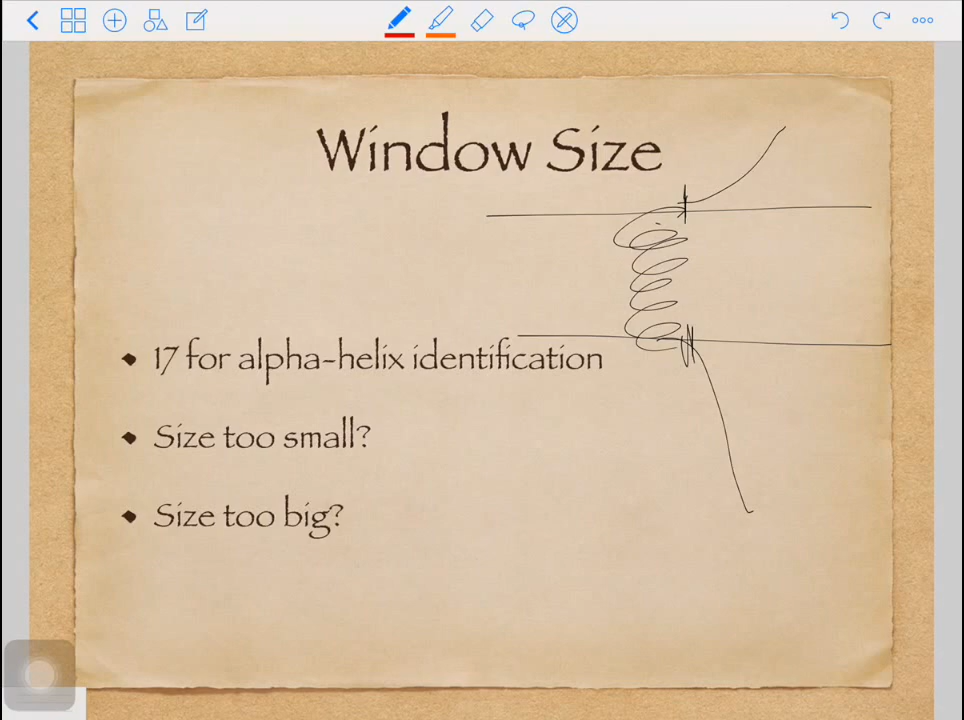 Window Size
17 for alpha-helix identification
Size too small?
Size too big?